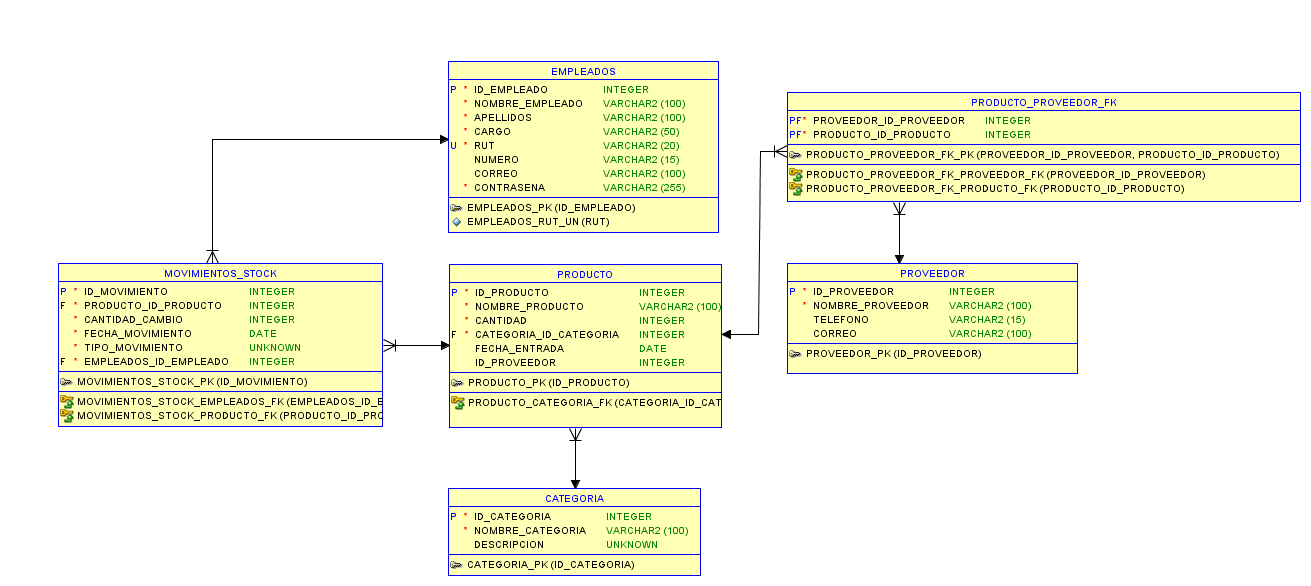 EMPLEADOS
P * ID_EMPLEADO INTEGER
* NOMBRE_EMPLEADO VARCHAR2 (100)
* APELLIDOS VARCHAR2 (100)
* CARGO VARCHAR2 (50)
U * RUT VARCHAR2 (20)
NUMERO VARCHAR2 (15)
CORREO VARCHAR2 (100)
* CONTRASENA VARCHAR2 (255)
EMPLEADOS_PK (ID_EMPLEADO)
EMPLEADOS_RUT_UN (RUT)
PRODUCTO_PROVEEDOR_FK
PF* PROVEEDOR_ID_PROVEEDOR INTEGER
PF* PRODUCTO_ID_PRODUCTO INTEGER
PRODUCTO_PROVEEDOR_FK_PK (PROVEEDOR_ID_PROVEEDOR, PRODUCTO_ID_PRODUCTO)
PRODUCTO_PROVEEDOR_FK_PROVEEDOR_FK (PROVEEDOR_ID_PROVEEDOR)
PRODUCTO_PROVEEDOR_FK_PRODUCTO_FK (PRODUCTO_ID_PRODUCTO)
MOVIMIENTOS_STOCK
P * ID_MOVIMIENTO INTEGER
F * PRODUCTO_ID_PRODUCTO INTEGER
* CANTIDAD_CAMBIO INTEGER
* FECHA_MOVIMIENTO DATE
* TIPO_MOVIMIENTO UNKNOWN
F * EMPLEADOS_ID_EMPLEADO INTEGER
MOVIMIENTOS_STOCK_PK (ID_MOVIMIENTO)
MOVIMIENTOS_STOCK_EMPLEADOS_FK (EMPLEADOS_ID_E
MOVIMIENTOS_STOCK_PRODUCTO_FK (PRODUCTO_ID_PRO
PRODUCTO
P * ID_PRODUCTO INTEGER
* NOMBRE_PRODUCTO VARCHAR2 (100)
* CANTIDAD INTEGER
F * CATEGORIA_ID_CATEGORIA INTEGER
FECHA_ENTRADA DATE
ID_PROVEEDOR INTEGER
PRODUCTO_PK (ID_PRODUCTO)
PRODUCTO_CATEGORIA_FK (CATEGORIA_ID_CAT
PROVEEDOR
P * ID_PROVEEDOR INTEGER
* NOMBRE_PROVEEDOR VARCHAR2 (100)
TELEFONO VARCHAR2 (15)
CORREO VARCHAR2 (100)
PROVEEDOR_PK (ID_PROVEEDOR)
CATEGORIA
P * ID_CATEGORIA INTEGER
* NOMBRE_CATEGORIA VARCHAR2 (100)
DESCRIPCION UNKNOWN
CATEGORIA_PK (ID_CATEGORIA)